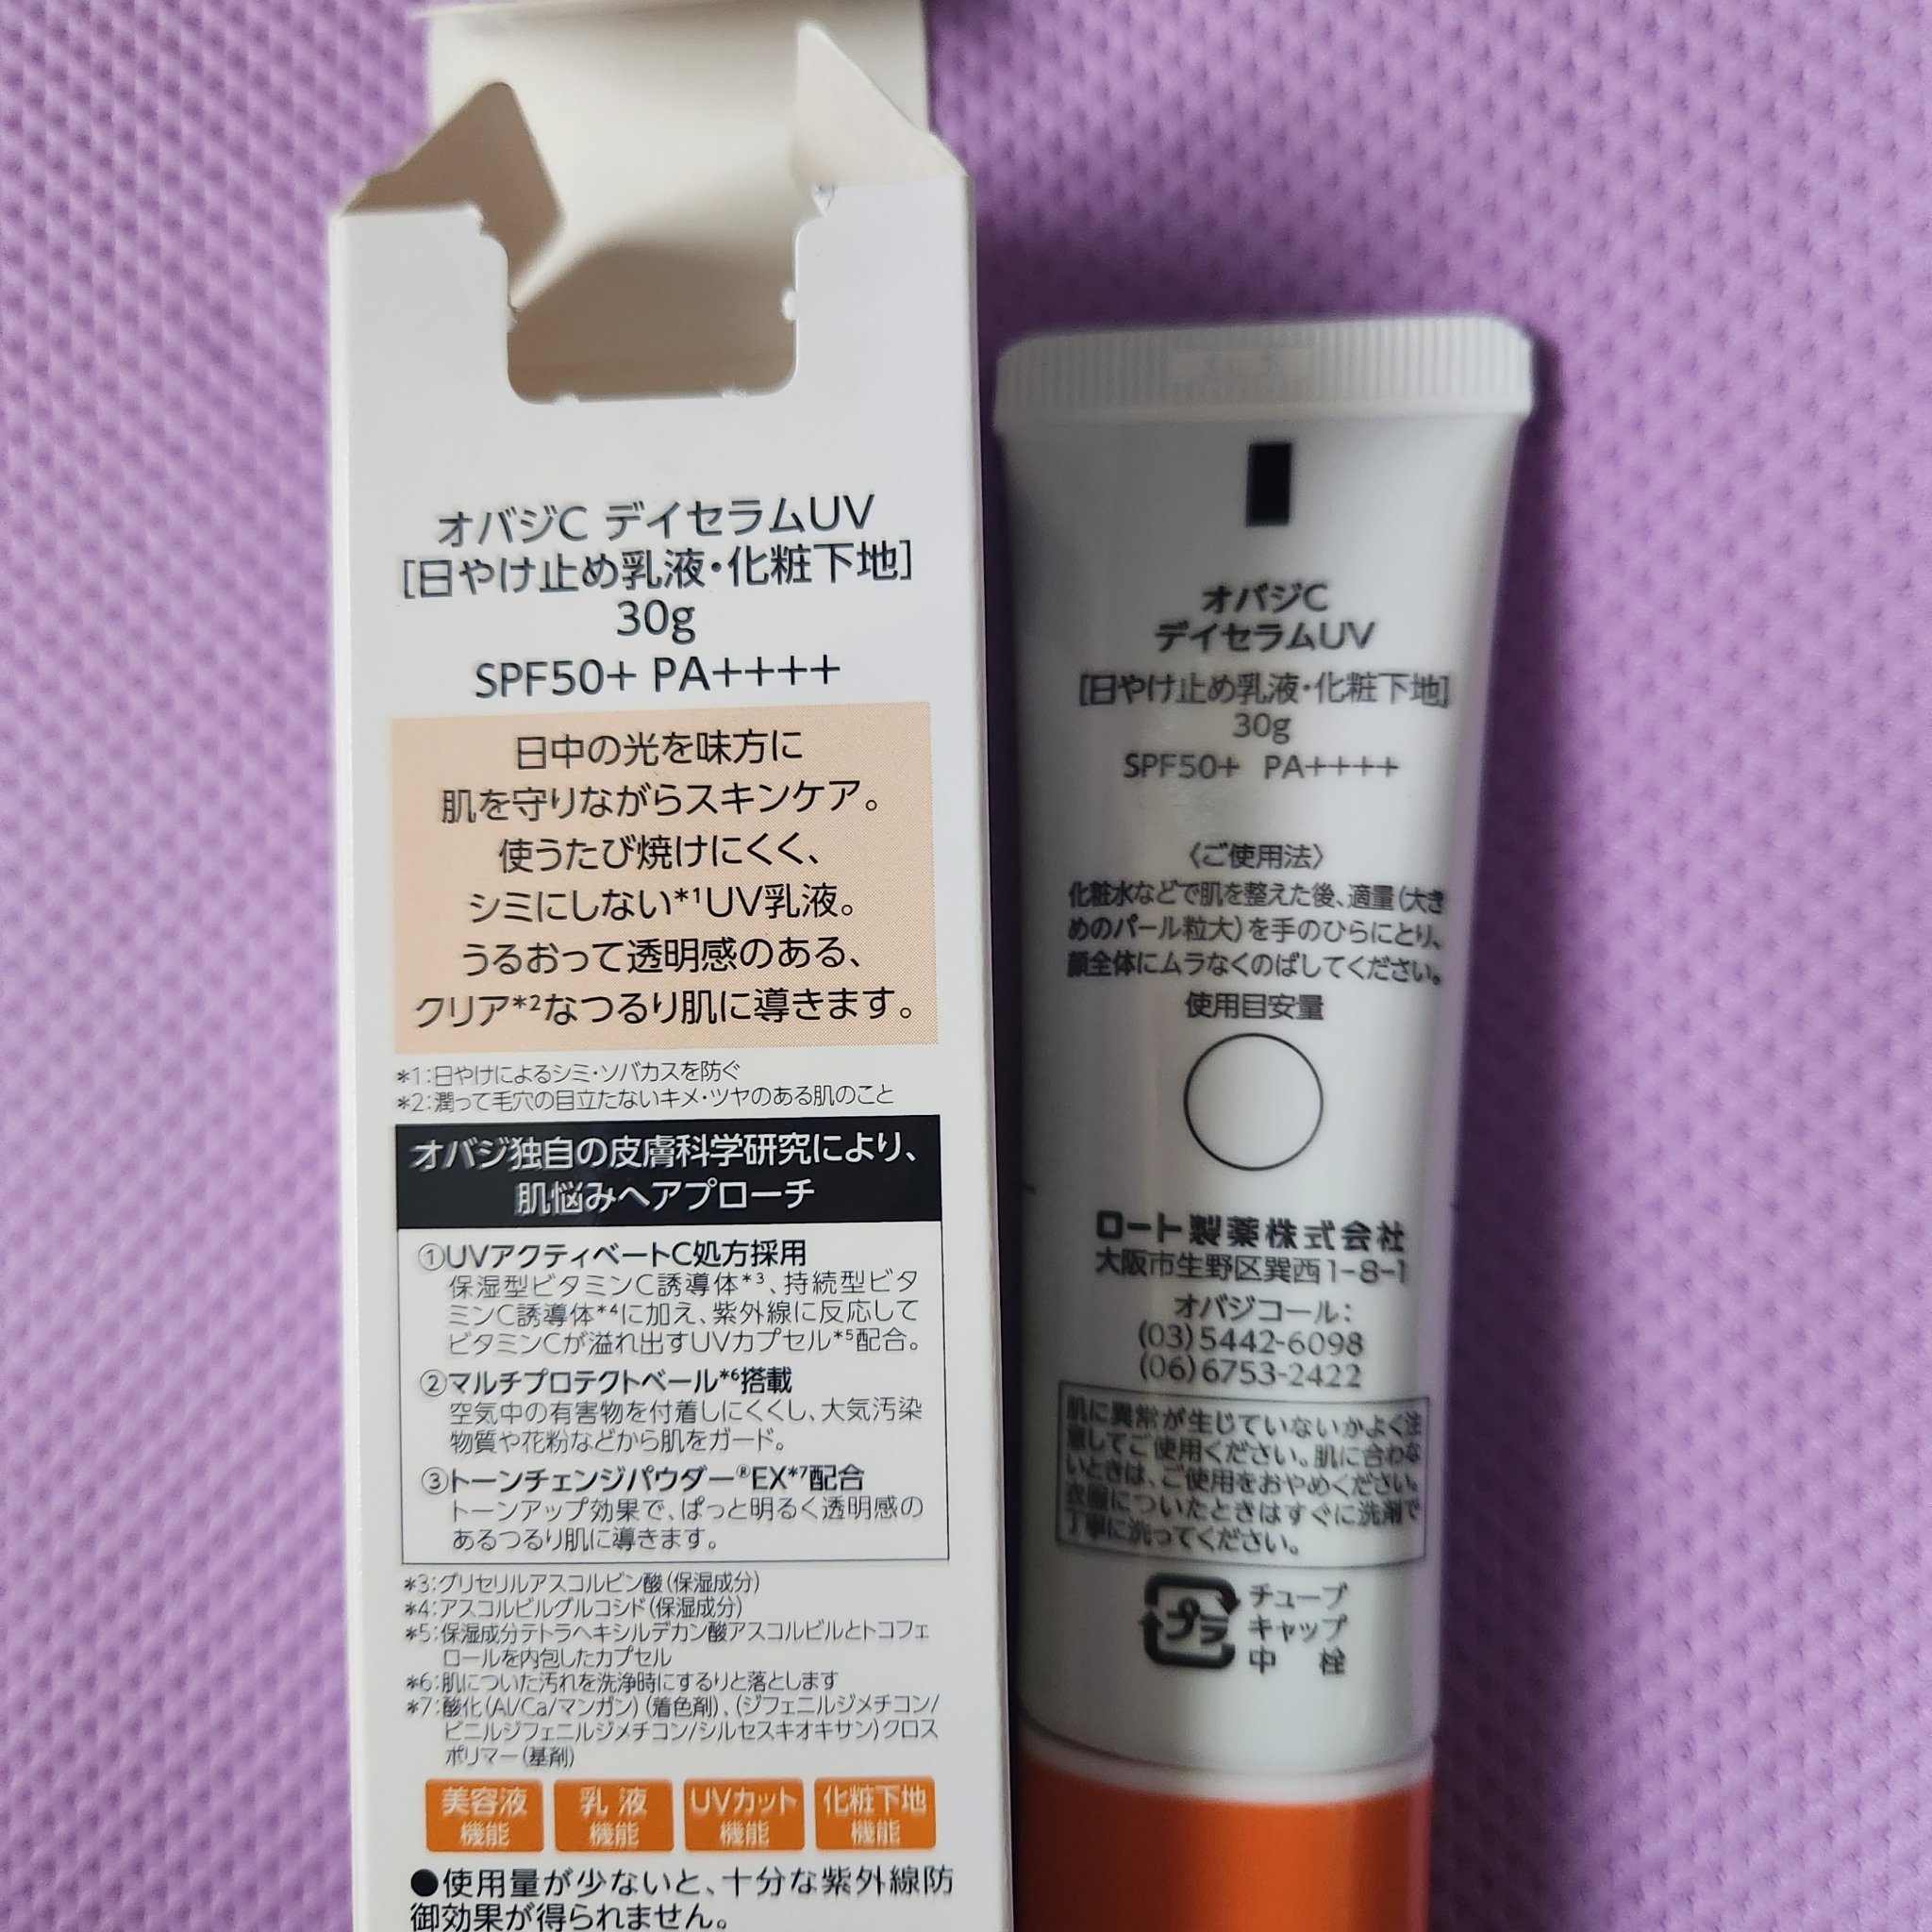 オバジC デイセラムUV
[日やけ止め乳液・化粧下地]
30g
SPF50+ PA++++
日中の光を味方に
肌を守りながらスキンケア。
使うたび焼けにくく、
シミにしない*1UV乳液。
うるおって透明感のある、
クリア*2なつるり肌に導きます。
*1:日やけによるシミ・ソバカスを防ぐ
*2:潤って毛穴の目立たないキメ・ツヤのある肌のこと
オバジ独自の皮膚科学研究により、
肌悩みへアプローチ
①UVアクティベートC処方採用
保湿型ビタミンC誘導体*3、持続型ビタ
ミンC誘導体*4に加え、紫外線に反応して
ビタミンCが溢れ出すUVカプセル*5配合。
②マルチプロテクトベール*6搭載
空気中の有害物を付着しにくくし、大気汚染
物質や花粉などから肌をガード。
③トーンチェンジパウダー®EX*7配合
トーンアップ効果で、ぱっと明るく透明感の
あるつるり肌に導きます。
*3:グリセリルアスコルビン酸(保湿成分)
*4:アスコルビルグルコシド(保湿成分)
*5:保湿成分テトラヘキシルデカン酸アスコルビルとトコフェ
ロールを内包したカプセル
*6:肌についた汚れを洗浄時にするりと落とします
*7:酸化(Al/Ca/マンガン)(着色剤)、(ジフェニルジメチコン/
ビニルジフェニルジメチコン/シルセスキオキサン)クロス
ポリマー(基剤)
美容液 乳液 UVカット 化粧下地
機能 機能 機能 機能
●使用量が少ないと、十分な紫外線防
御効果が得られません。
オバジC
デイセラムUV
[日やけ止め乳液・化粧下地]
30g
SPF50+ PA++++
〈ご使用法〉
化粧水などで肌を整えた後、適量(大き
めのパール粒大)を手のひらにとり、
顔全体にムラなくのばしてください。
使用目安量
ロート製薬株式会社
大阪市生野区巽西1-8-1
オバジコール:
(03)5442-6098
(06)6753-2422
肌に異常が生じていないかよく注
意してご使用ください。肌に合わな
いときは、ご使用をおやめください。
衣服についたときはすぐに洗剤で
丁寧に洗ってください。
プラ
チューブ
キャップ
中 栓